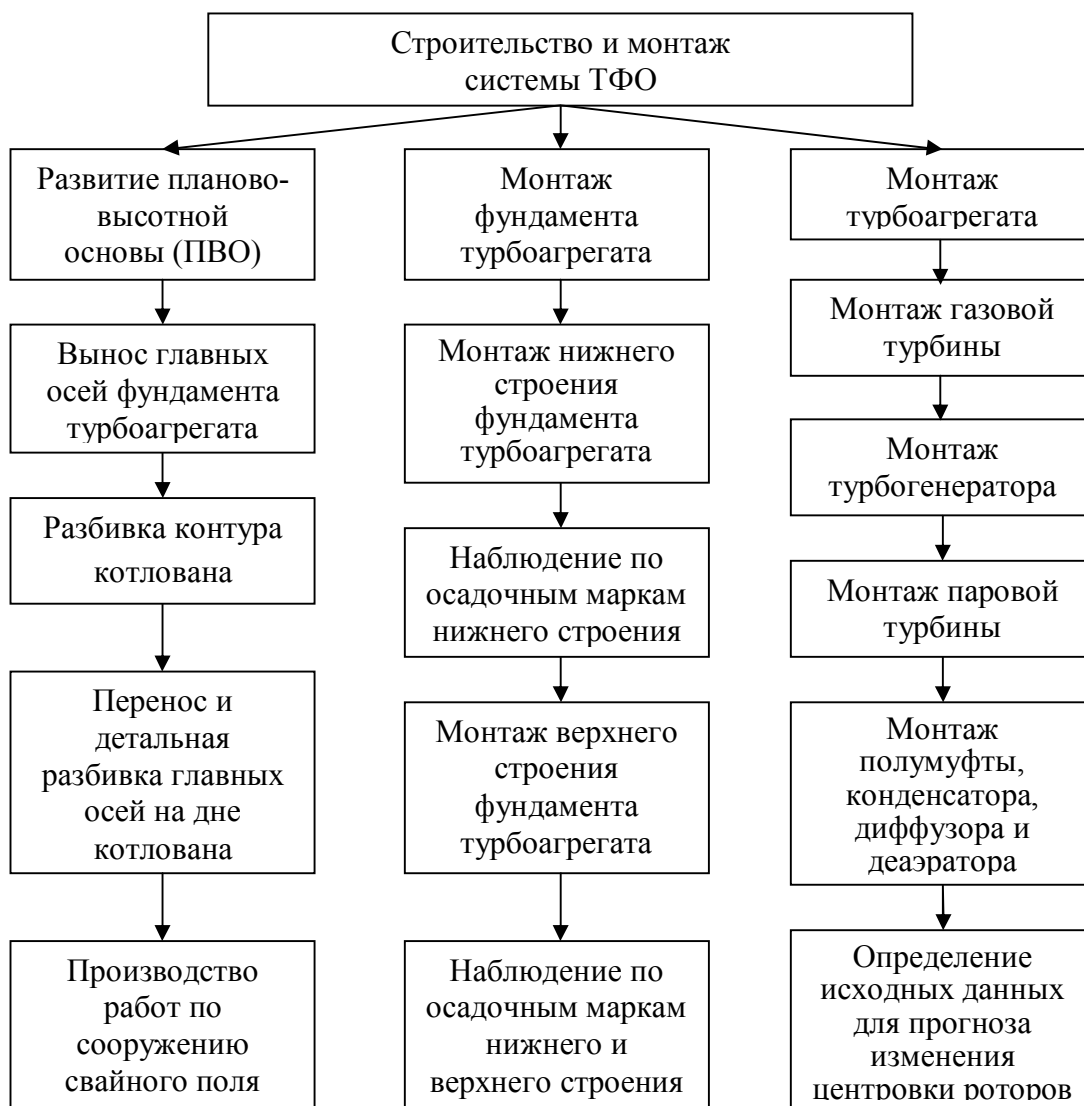 Строительство и монтаж
системы ТФО
Развитие планово-
высотной
основы (ПВО)
Вынос главных
осей фундамента
турбоагрегата
Разбивка контура
котлована
Перенос и
детальная
разбивка главных
осей на дне
котлована
Производство
работ по
сооружению
свайного поля
Монтаж
фундамента
турбоагрегата
Монтаж нижнего
строения
фундамента
турбоагрегата
Наблюдение по
осадочным маркам
нижнего строения
Монтаж верхнего
строения
фундамента
турбоагрегата
Наблюдение по
осадочным маркам
нижнего и
верхнего строения
Монтаж
турбоагрегата
Монтаж газовой
турбины
Монтаж
турбогенератора
Монтаж паровой
турбины
Монтаж
полумуфты,
конденсатора,
диффузора и
деаэратора
Определение
исходных данных
для прогноза
изменения
центровки роторов